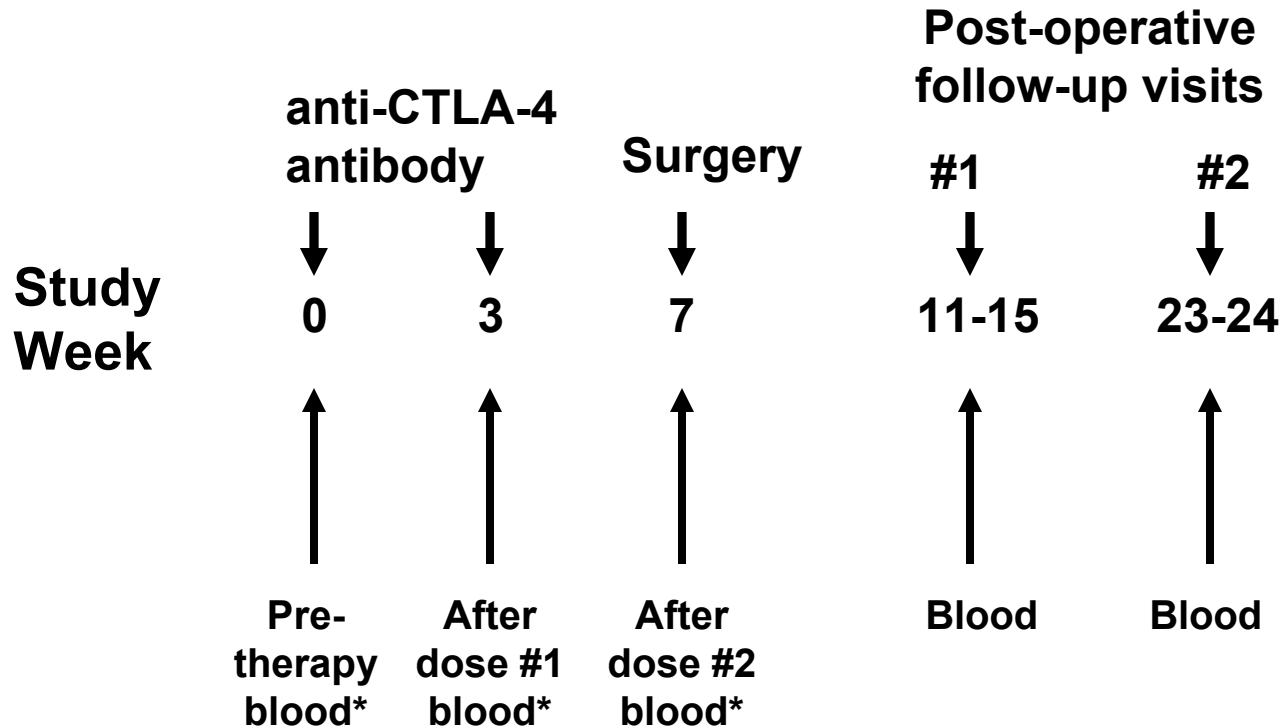 Post-operative
follow-up visits
anti-CTLA-4
antibody
Surgery
#1
#2
Study
Week
0
3
7
11-15
23-24
Pre-
therapy
blood*
After
dose #1
blood*
After
dose #2
blood*
Blood
Blood